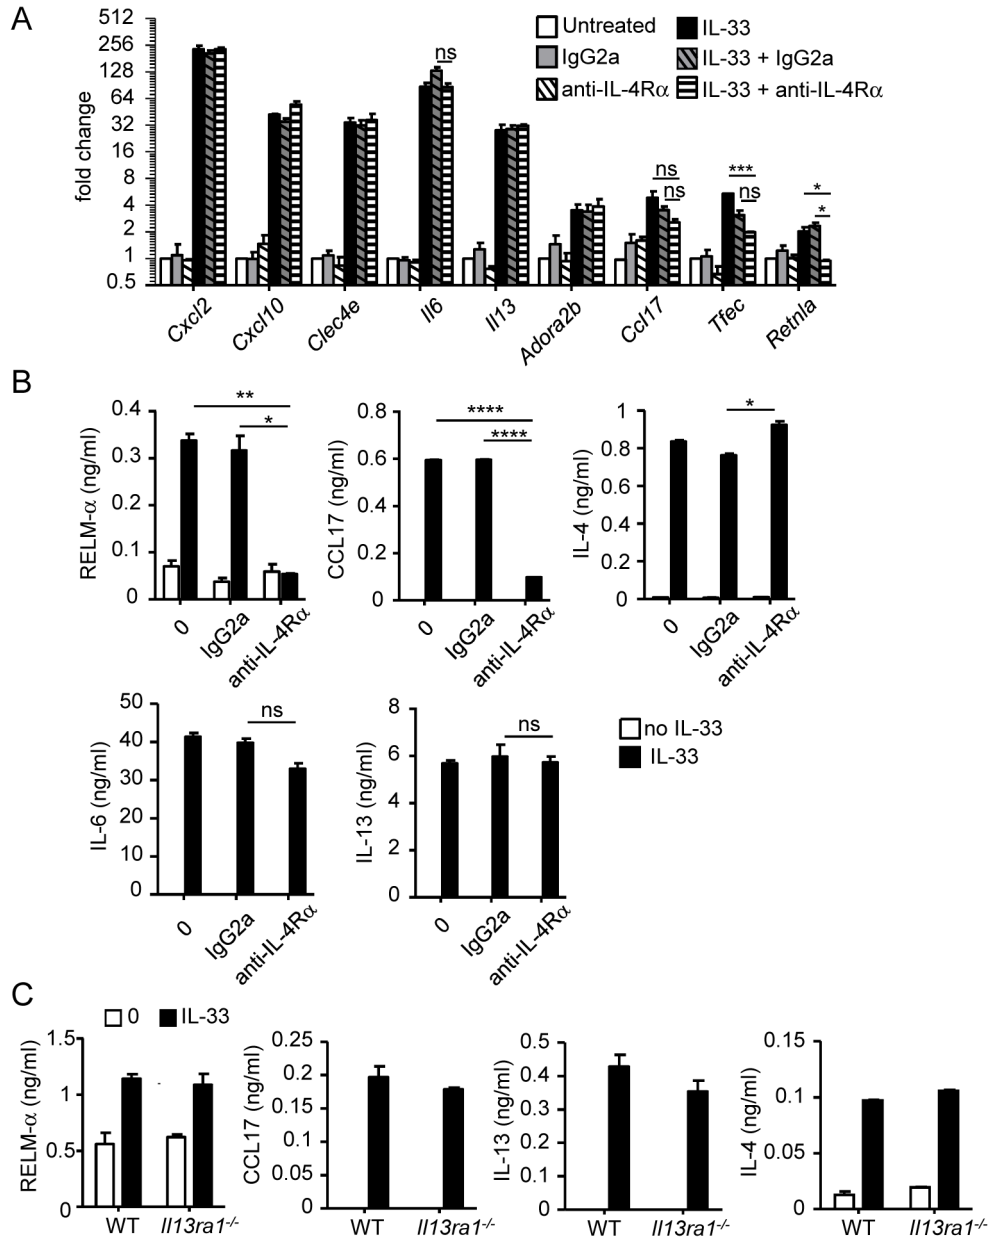 A
512
256
128
64
32
16
8
4
2
1
0.5
fold change
Untreated
IgG2a
anti-IL-4Rα
IL-33
IL-33 + IgG2a
IL-33 + anti-IL-4Rα
ns
ns
ns
***
ns
*
*
Cxcl2
Cxcl10
Clec4e
Il6
Il13
Adora2b
Ccl17
Tfec
Retnla
B
RELM-α (ng/ml)
0.4
0.3
0.2
0.1
0
**
*
0
IgG2a
anti-IL-4Rα
CCL17 (ng/ml)
0.8
0.6
0.4
0.2
0
****
****
0
IgG2a
anti-IL-4Rα
IL-4 (ng/ml)
1
0.8
0.6
0.4
0.2
0
*
0
IgG2a
anti-IL-4Rα
IL-6 (ng/ml)
50
40
30
20
10
0
ns
0
IgG2a
anti-IL-4Rα
IL-13 (ng/ml)
8
6
4
2
0
ns
0
IgG2a
anti-IL-4Rα
no IL-33
IL-33
C
0
IL-33
RELM-α (ng/ml)
1.5
1
0.5
0
WT
Il13ra1-/-
CCL17 (ng/ml)
0.25
0.2
0.15
0.1
0.05
0
WT
Il13ra1-/-
IL-13 (ng/ml)
0.5
0.4
0.3
0.2
0.1
0
WT
Il13ra1-/-
IL-4 (ng/ml)
0.15
0.1
0.05
0
WT
Il13ra1-/-